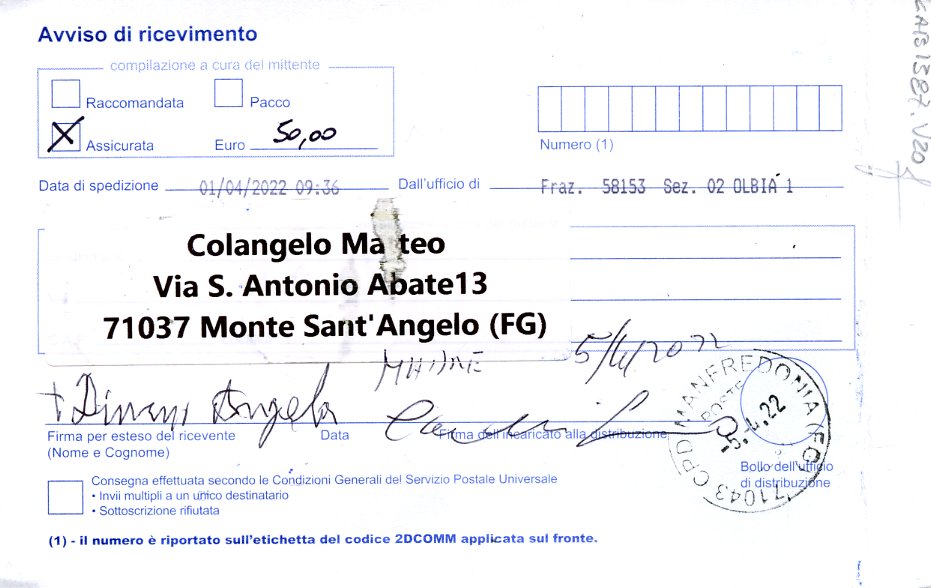 Avviso di ricevimento
compilazione a cura del mittente
Raccomandata Pacco
X Assicurata Euro 50,00
Numero (1)
Data di spedizione 01/04/2022 09:36 Dall'ufficio di Fraz. 58153 Sez. 02 OLBIA 1
Colangelo Matteo
Via S. Antonio Abate13
71037 Monte Sant'Angelo (FG)
5/4/2022
Angela
Firma per esteso del ricevente Data Firma dell'incaricato alla distribuzione
(Nome e Cognome)
71043 CPD MANFREDONIA (FG)
POSTE
-5.4.22
Bollo dell'ufficio
di distribuzione
Consegna effettuata secondo le Condizioni Generali del Servizio Postale Universale
• Invii multipli a un unico destinatario
• Sottoscrizione rifiutata
(1) - il numero è riportato sull'etichetta del codice 2DCOMM applicata sul fronte.